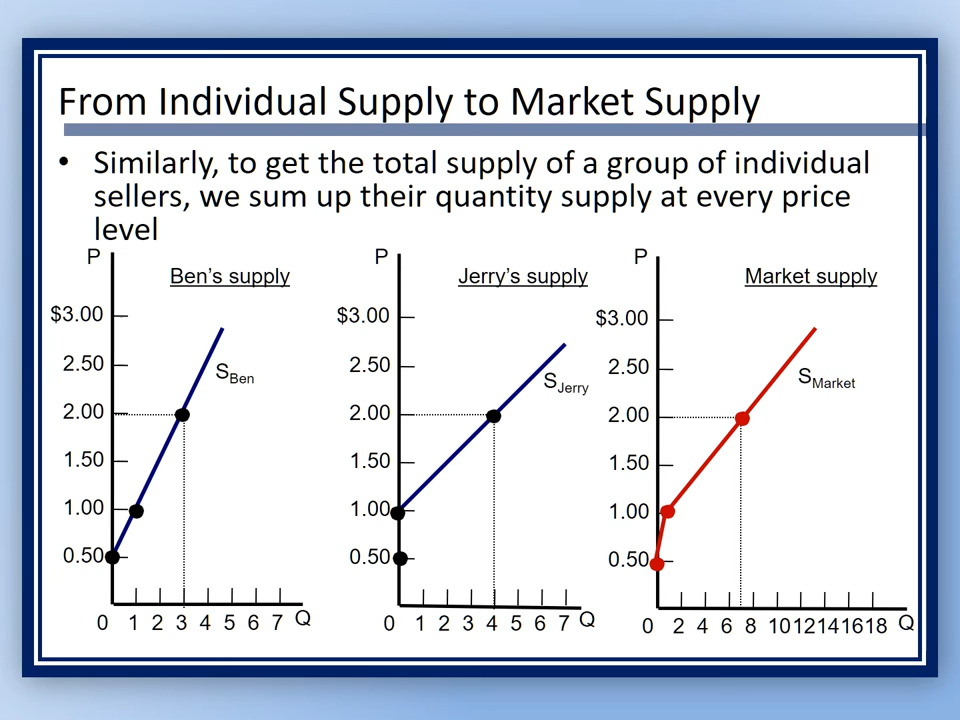 From Individual Supply to Market Supply
• Similarly, to get the total supply of a group of individual
sellers, we sum up their quantity supply at every price
level
P
Ben's supply
$3.00
2.50
2.00
1.50
1.00
0.50
S Ben
0 1 2 3 4 5 6 7 Q
P
Jerry's supply
$3.00
2.50
2.00
1.50
1.00
0.50
S Jerry
0 1 2 3 4 5 6 7 Q
P
Market supply
$3.00
2.50
2.00
1.50
1.00
0.50
S Market
0 2 4 6 8 10 12 14 16 18 Q